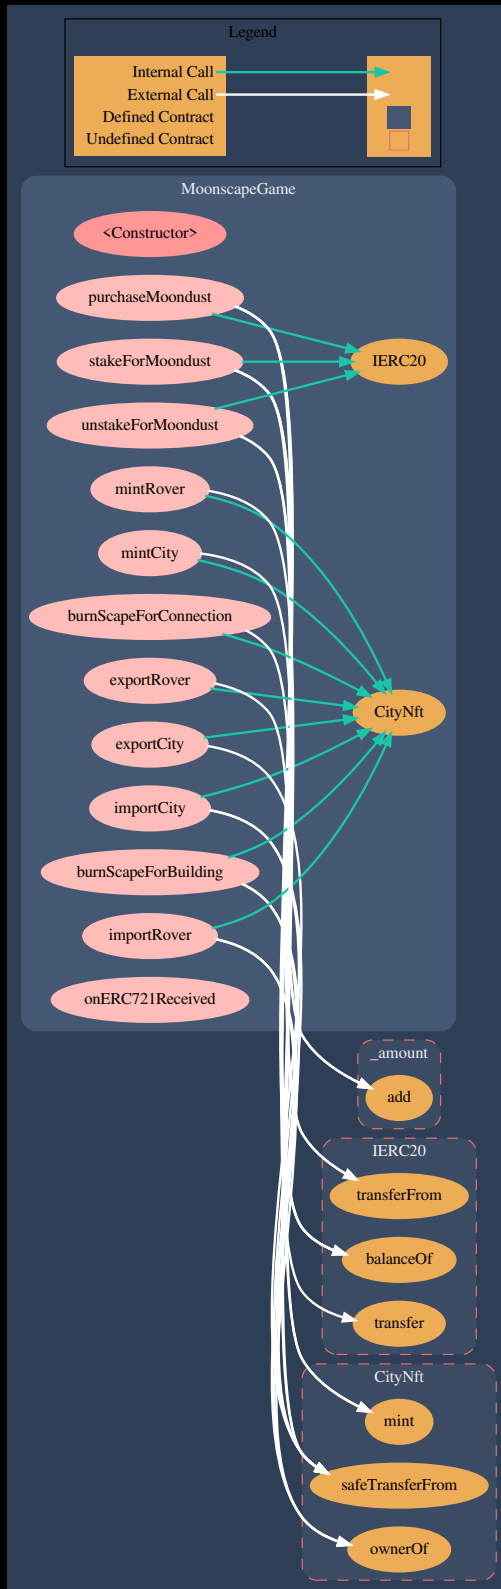 Legend
Internal Call
External Call
Defined Contract
Undefined Contract
MoonscapeGame
<Constructor>
purchaseMoondust
stakeForMoondust
IERC20
unstakeForMoondust
mintRover
mintCity
burnScapeForConnection
exportRover
CityNft
exportCity
importCity
burnScapeForBuilding
importRover
onERC721Received
_amount
add
IERC20
transferFrom
balanceOf
transfer
CityNft
mint
safeTransferFrom
ownerOf